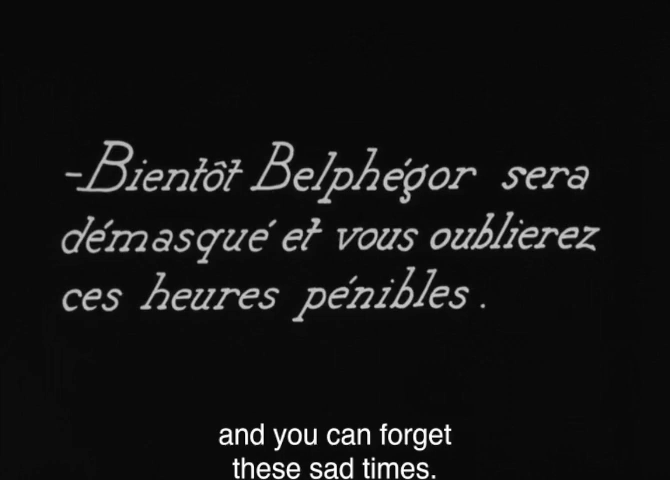 -Bientôt Belphégor sera
démasqué et vous oublierez
ces heures pénibles.
and you can forget
these sad times.